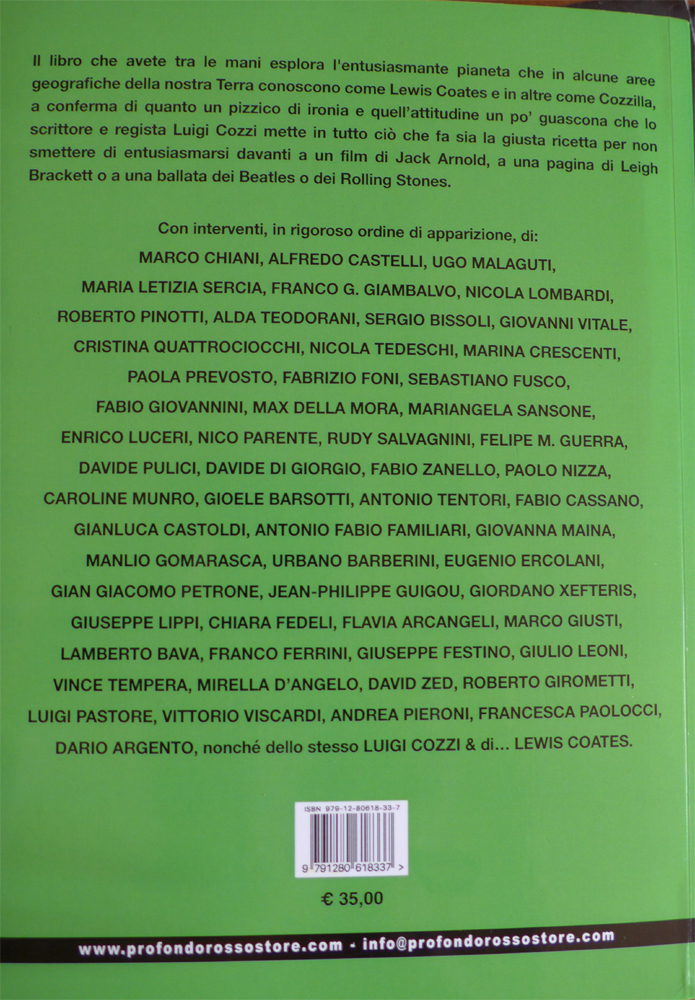 Il libro che avete tra le mani esplora l'entusiasmante pianeta che in alcune aree
geografiche della nostra Terra conoscono come Lewis Coates e in altre come Cozzilla,
a conferma di quanto un pizzico di ironia e quell'attitudine un po' guascona che lo
scrittore e regista Luigi Cozzi mette in tutto ciò che fa sia la giusta ricetta per non
smettere di entusiasmarsi davanti a un film di Jack Arnold, a una pagina di Leigh
Brackett o a una ballata dei Beatles o dei Rolling Stones.
Con interventi, in rigoroso ordine di apparizione, di:
MARCO CHIANI, ALFREDO CASTELLI, UGO MALAGUTI,
MARIA LETIZIA SERCIA, FRANCO G. GIAMBALVO, NICOLA LOMBARDI,
ROBERTO PINOTTI, ALDA TEODORANI, SERGIO BISSOLI, GIOVANNI VITALE,
CRISTINA QUATTROCIOCCHI, NICOLA TEDESCHI, MARINA CRESCENTI,
PAOLA PREVOSTO, FABRIZIO FONI, SEBASTIANO FUSCO,
FABIO GIOVANNINI, MAX DELLA MORA, MARIANGELA SANSONE,
ENRICO LUCERI, NICO PARENTE, RUDY SALVAGNINI, FELIPE M. GUERRA,
DAVIDE PULICI, DAVIDE DI GIORGIO, FABIO ZANELLO, PAOLO NIZZA,
CAROLINE MUNRO, GIOELE BARSOTTI, ANTONIO TENTORI, FABIO CASSANO,
GIANLUCA CASTOLDI, ANTONIO FABIO FAMILIARI, GIOVANNA MAINA,
MANLIO GOMARASCA, URBANO BARBERINI, EUGENIO ERCOLANI,
GIAN GIACOMO PETRONE, JEAN-PHILIPPE GUIGOU, GIORDANO XEFTERIS,
GIUSEPPE LIPPI, CHIARA FEDELI, FLAVIA ARCANGELI, MARCO GIUSTI,
LAMBERTO BAVA, FRANCO FERRINI, GIUSEPPE FESTINO, GIULIO LEONI,
VINCE TEMPERA, MIRELLA D'ANGELO, DAVID ZED, ROBERTO GIROMETTI,
LUIGI PASTORE, VITTORIO VISCARDI, ANDREA PIERONI, FRANCESCA PAOLOCCI,
DARIO ARGENTO, nonché dello stesso LUIGI COZZI & di... LEWIS COATES.
ISBN 979-12-80618-33-7
9 791280 618337 >
€ 35,00
www.profondorossostore.com - info@profondorossostore.com